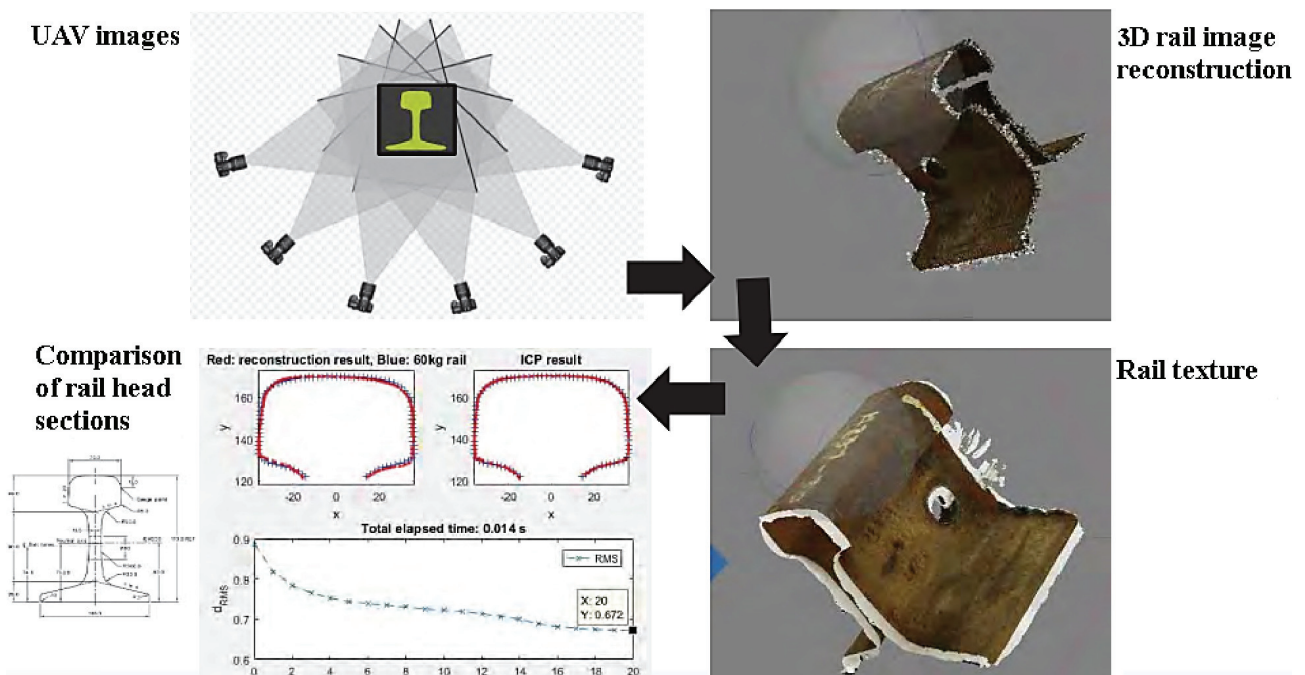 UAV images
3D rail image
reconstruction
Comparison
of rail head
sections
Rail texture
Red: reconstruction result, Blue: 60kg rail
ICP result
160
140
120
y
-20
0
20
x
160
140
120
y
-20
0
20
x
Total elapsed time: 0.014 s
0.9
0.8
0.7
0.6
dRMS
RMS
X: 20
Y: 0.672
0
2
4
6
8
10
12
14
16
18
20
Gauge point